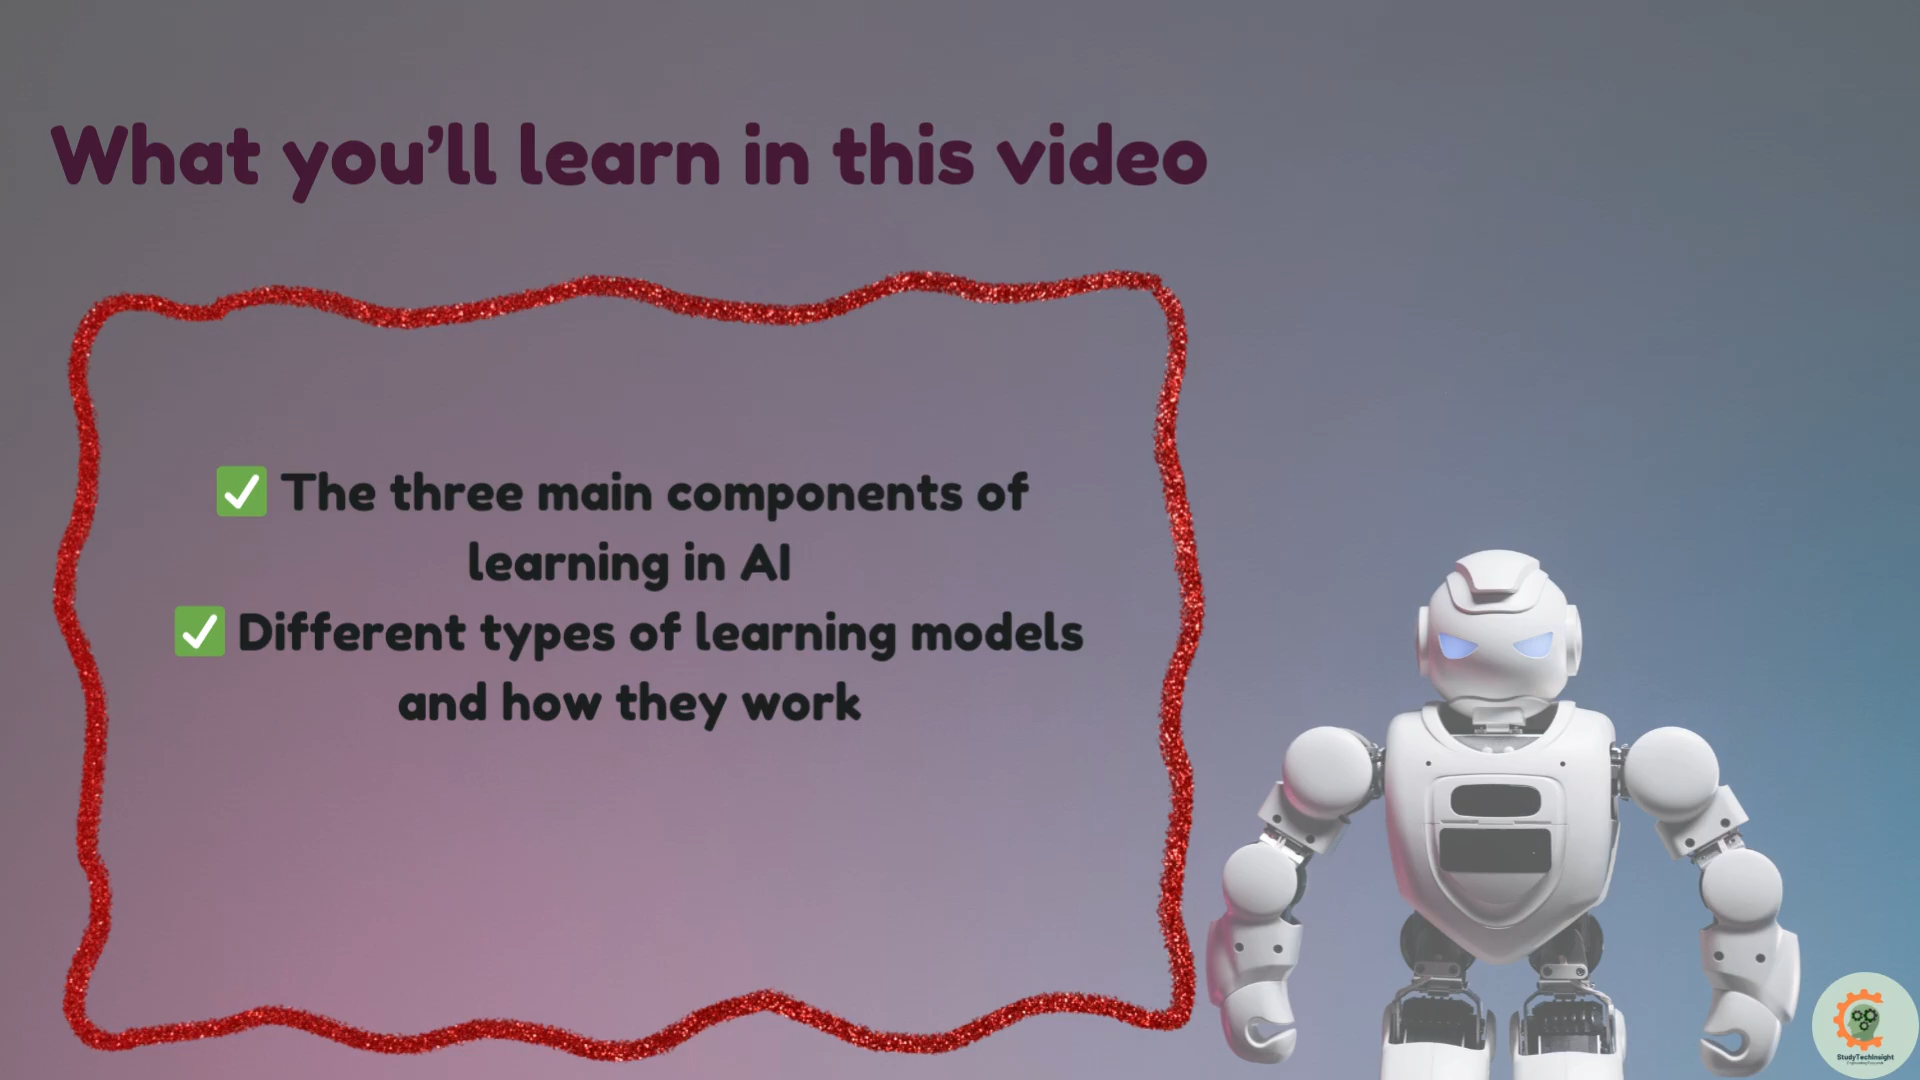 What you’ll learn in this video
✅ The three main components of
learning in AI
✅ Different types of learning models
and how they work
StudyTechInsight